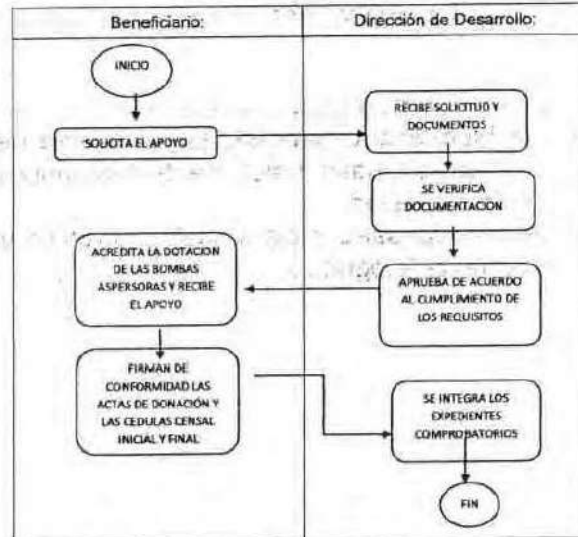 Beneficiario:
Dirección de Desarrollo:
INICIO
SOLICITA EL APOYO
RECIBE SOLICITUD Y
DOCUMENTOS
SE VERIFICA
DOCUMENTACION
APRUEBA DE ACUERDO
AL CUMPLIMIENTO DE
LOS REQUISITOS
ACREDITA LA DOTACION
DE LAS BOMBAS
ASPERSORAS Y RECIBE
EL APOYO
FIRMAN DE
CONFORMIDAD LAS
ACTAS DE DONACIÓN Y
LAS CEDULAS CENSAL
INICIAL Y FINAL
SE INTEGRA LOS
EXPEDIENTES
COMPROBATORIOS
FIN